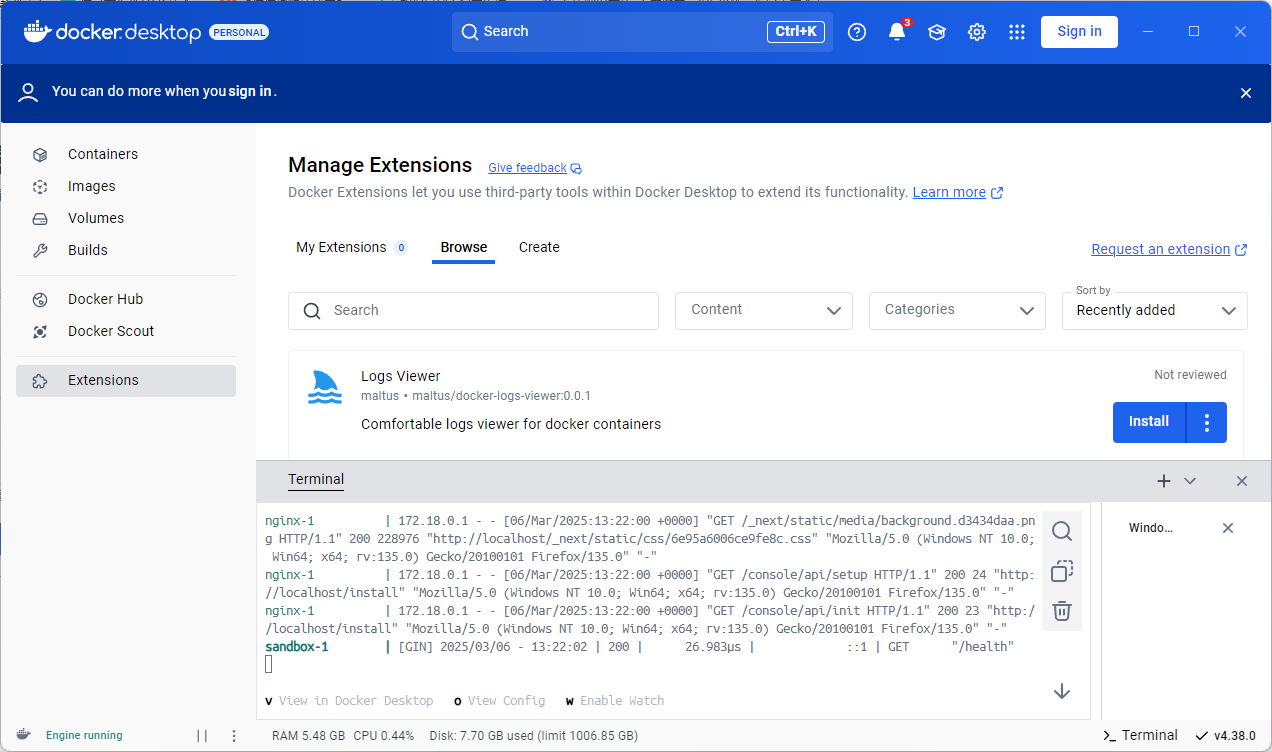 docker.desktop PERSONAL
Search Ctrl+K
3
Sign in
You can do more when you sign in.
Containers
Images
Volumes
Builds
Docker Hub
Docker Scout
Extensions
Manage Extensions Give feedback
Docker Extensions let you use third-party tools within Docker Desktop to extend its functionality. Learn more
My Extensions 0 Browse Create
Request an extension
Search
Content
Categories
Sort by
Recently added
Logs Viewer
Not reviewed
maltus • maltus/docker-logs-viewer:0.0.1
Comfortable logs viewer for docker containers
Install
Terminal
nginx-1 | 172.18.0.1 - - [06/Mar/2025:13:22:00 +0000] "GET /_next/static/media/background.d3434daa.pn
g HTTP/1.1" 200 228976 "http://localhost/_next/static/css/6e95a6006ce9fe8c.css" "Mozilla/5.0 (Windows NT 10.0;
Win64; x64; rv:135.0) Gecko/20100101 Firefox/135.0" "-"
nginx-1 | 172.18.0.1 - - [06/Mar/2025:13:22:00 +0000] "GET /console/api/setup HTTP/1.1" 200 24 "http:
//localhost/install" "Mozilla/5.0 (Windows NT 10.0; Win64; x64; rv:135.0) Gecko/20100101 Firefox/135.0" "-"
nginx-1 | 172.18.0.1 - - [06/Mar/2025:13:22:00 +0000] "GET /console/api/init HTTP/1.1" 200 23 "http:/
/localhost/install" "Mozilla/5.0 (Windows NT 10.0; Win64; x64; rv:135.0) Gecko/20100101 Firefox/135.0" "-"
sandbox-1 | [GIN] 2025/03/06 - 13:22:02 | 200 | 26.983µs | ::1 | GET "/health"
v View in Docker Desktop o View Config w Enable Watch
Windo...
Engine running
RAM 5.48 GB CPU 0.44% Disk: 7.70 GB used (limit 1006.85 GB)
>_ Terminal
v4.38.0